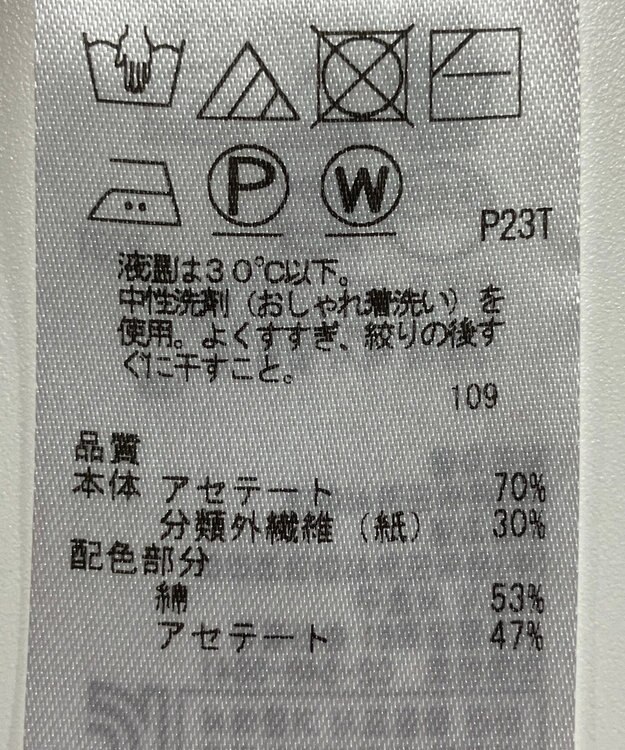 P
W
P23T
液温は30℃以下。
中性洗剤（おしゃれ着洗い）を
使用。よくすすぎ、絞りの後す
ぐに干すこと。
109
品質
本体 アセテート 70%
分類外繊維（紙） 30%
配色部分
綿 53%
アセテート 47%